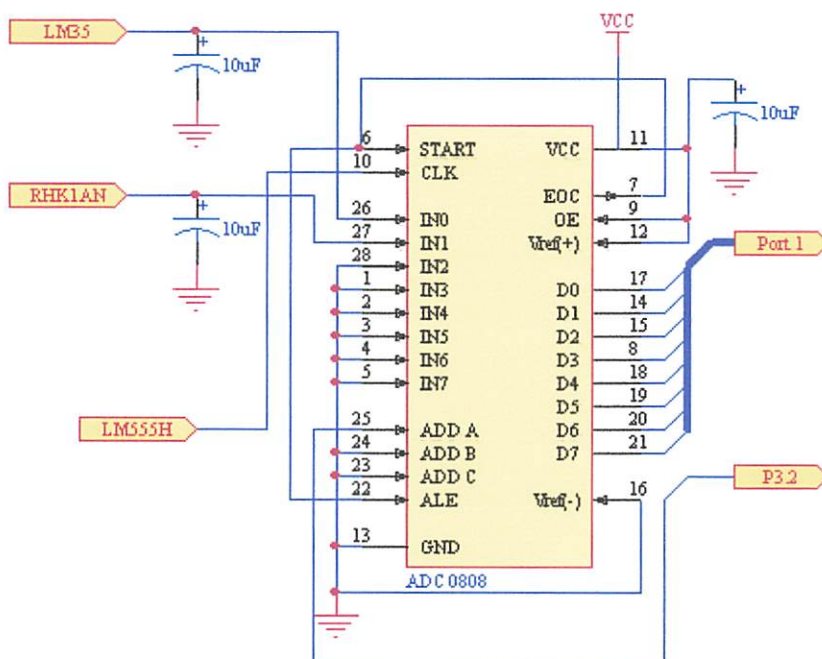 LM35
10uF
RHK1AN
10uF
LM555H
VCC
10uF
6 START
10 CLK
26 IN0
27 IN1
28 IN2
1 IN3
2 IN4
3 IN5
4 IN6
5 IN7
25 ADD A
24 ADD B
23 ADD C
22 ALE
13 GND
VCC 11
EOC 7
OE 9
Vref(+) 12
D0 17
D1 14
D2 15
D3 8
D4 18
D5 19
D6 20
D7 21
Vref(-) 16
ADC0808
Port 1
P3.2